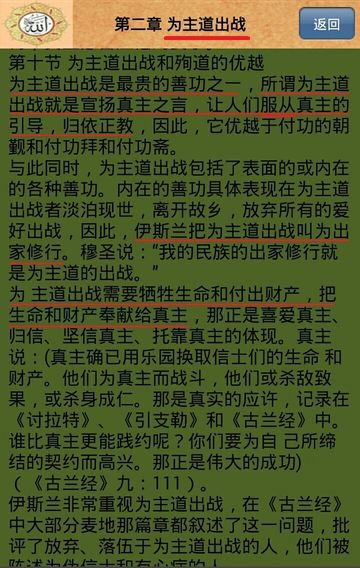 第二章 为主道出战
返回
第十节 为主道出战和殉道的优越
为主道出战是最贵的善功之一，所谓为主
道出战就是宣扬真主之言，让人们服从真主的
引导，归依正教，因此，它优越于付功的朝
觐和付功拜和付功斋。
与此同时，为主道出战包括了表面的或内在
的各种善功。内在的善功具体表现在为主道
出战者淡泊现世，离开故乡，放弃所有的爱
好出战，因此，伊斯兰把为主道出战叫为出
家修行。穆圣说：“我的民族的出家修行就
是为主道的出战。”
为 主道出战需要牺牲生命和付出财产，把
生命和财产奉献给真主，那正是喜爱真主、
归信、坚信真主、托靠真主的体现。真主
说：(真主确已用乐园换取信士们的生命 和
财产。他们为真主而战斗，他们或杀敌致
果，或杀身成仁。那是真实的应许，记录在
《讨拉特》、《引支勒》和《古兰经》中。
谁比真主更能践约呢？你们要为自 己所缔
结的契约而高兴。那正是伟大的成功)
（《古兰经》九：111）。
伊斯兰非常重视为主道出战，在《古兰经》
中大部分麦地那篇章都叙述了这一问题，批
评了放弃、落伍于为主道出战的人，他们被